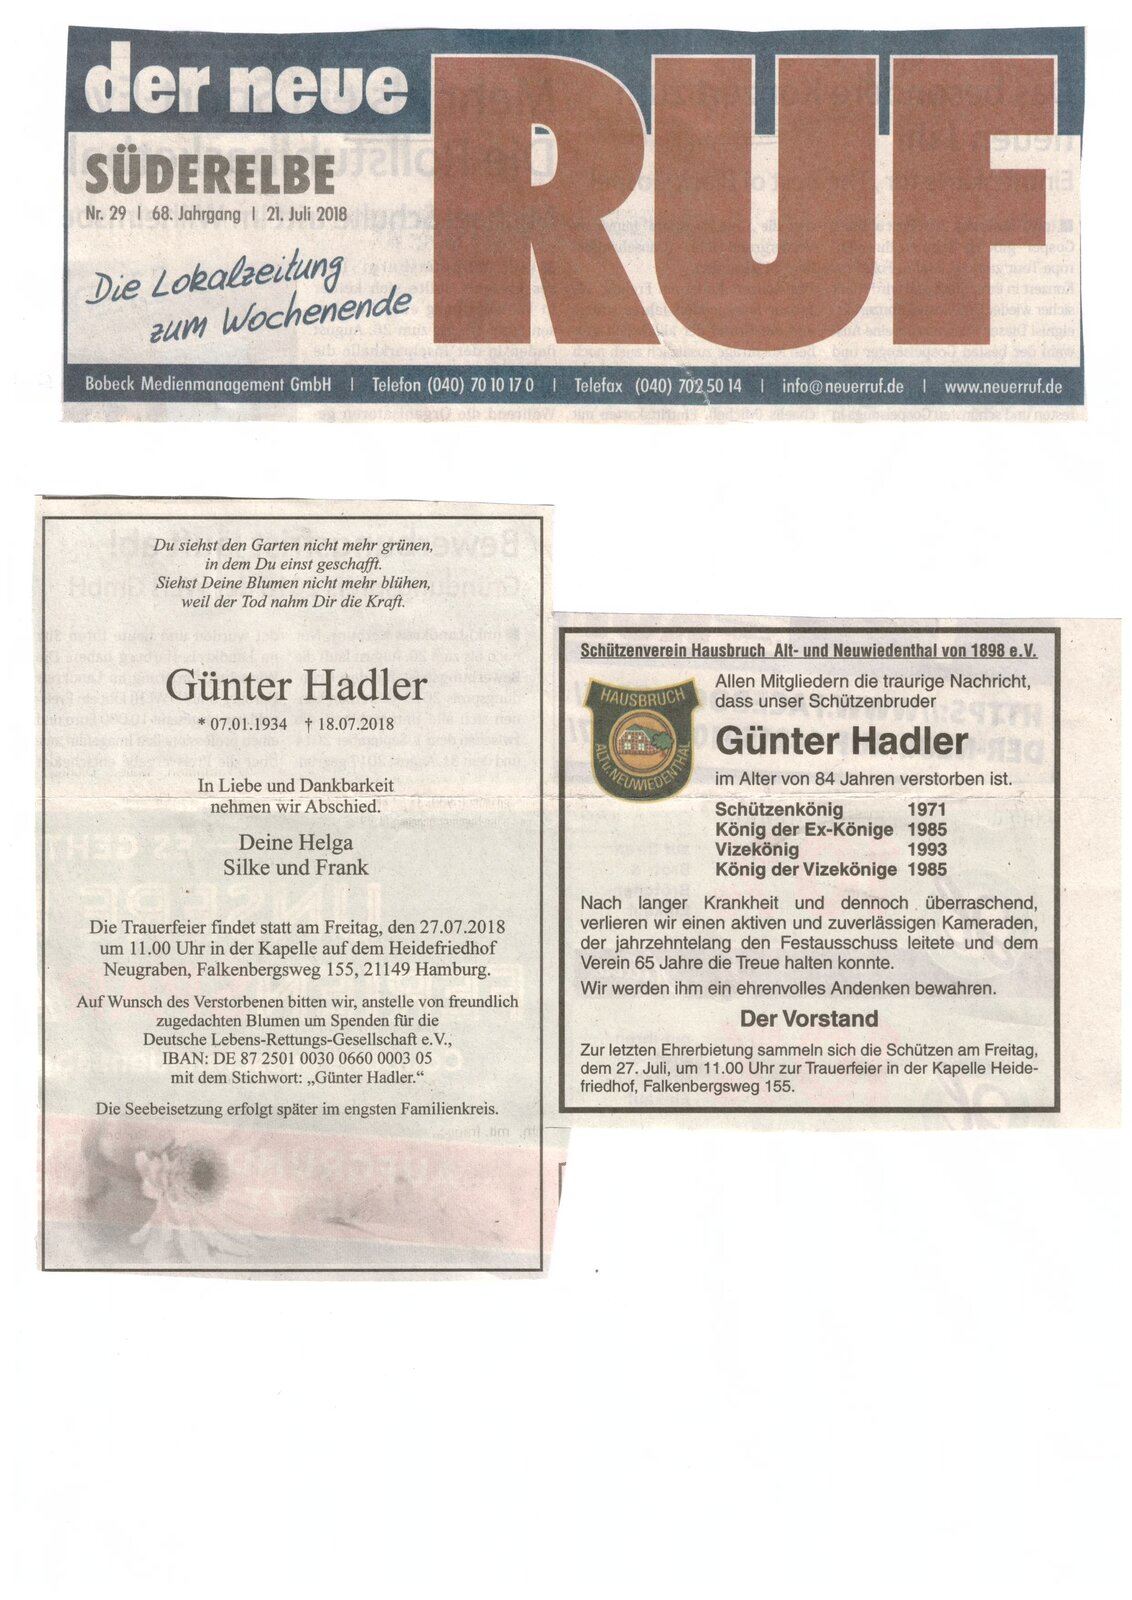 der neue RUF
SÜDERELBE
Nr. 29 | 68. Jahrgang | 21. Juli 2018
Die Lokalzeitung
zum Wochenende
Bobeck Medienmanagement GmbH | Telefon (040) 70 10 17 0 | Telefax (040) 702 50 14 | info@neuerruf.de | www.neuerruf.de
Du siehst den Garten nicht mehr grünen,
in dem Du einst geschafft.
Siehst Deine Blumen nicht mehr blühen,
weil der Tod nahm Dir die Kraft.
Günter Hadler
* 07.01.1934 † 18.07.2018
In Liebe und Dankbarkeit
nehmen wir Abschied.
Deine Helga
Silke und Frank
Die Trauerfeier findet statt am Freitag, den 27.07.2018
um 11.00 Uhr in der Kapelle auf dem Heidefriedhof
Neugraben, Falkenbergsweg 155, 21149 Hamburg.
Auf Wunsch des Verstorbenen bitten wir, anstelle von freundlich
zugedachten Blumen um Spenden für die
Deutsche Lebens-Rettungs-Gesellschaft e.V.,
IBAN: DE 87 2501 0030 0660 0003 05
mit dem Stichwort: „Günter Hadler.“
Die Seebeisetzung erfolgt später im engsten Familienkreis.
Schützenverein Hausbruch Alt- und Neuwiedenthal von 1898 e.V.
HAUSBRUCH
ALT u. NEUWIEDENTHAL
Allen Mitgliedern die traurige Nachricht,
dass unser Schützenbruder
Günter Hadler
im Alter von 84 Jahren verstorben ist.
Schützenkönig 1971
König der Ex-Könige 1985
Vizekönig 1993
König der Vizekönige 1985
Nach langer Krankheit und dennoch überraschend,
verlieren wir einen aktiven und zuverlässigen Kameraden,
der jahrzehntelang den Festausschuss leitete und dem
Verein 65 Jahre die Treue halten konnte.
Wir werden ihm ein ehrenvolles Andenken bewahren.
Der Vorstand
Zur letzten Ehrerbietung sammeln sich die Schützen am Freitag,
dem 27. Juli, um 11.00 Uhr zur Trauerfeier in der Kapelle Heide-
friedhof, Falkenbergsweg 155.